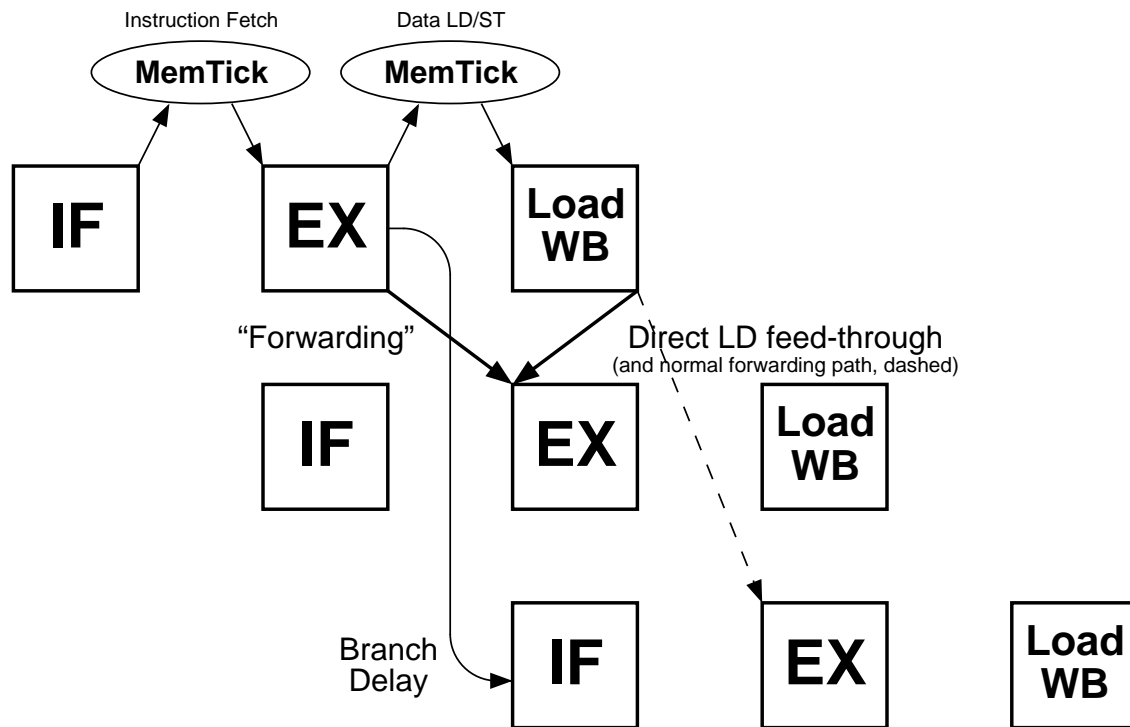 Instruction Fetch
Data LD/ST
MemTick
MemTick
IF
EX
Load
WB
“Forwarding”
Direct LD feed-through
(and normal forwarding path, dashed)
IF
EX
Load
WB
Branch
Delay
IF
EX
Load
WB